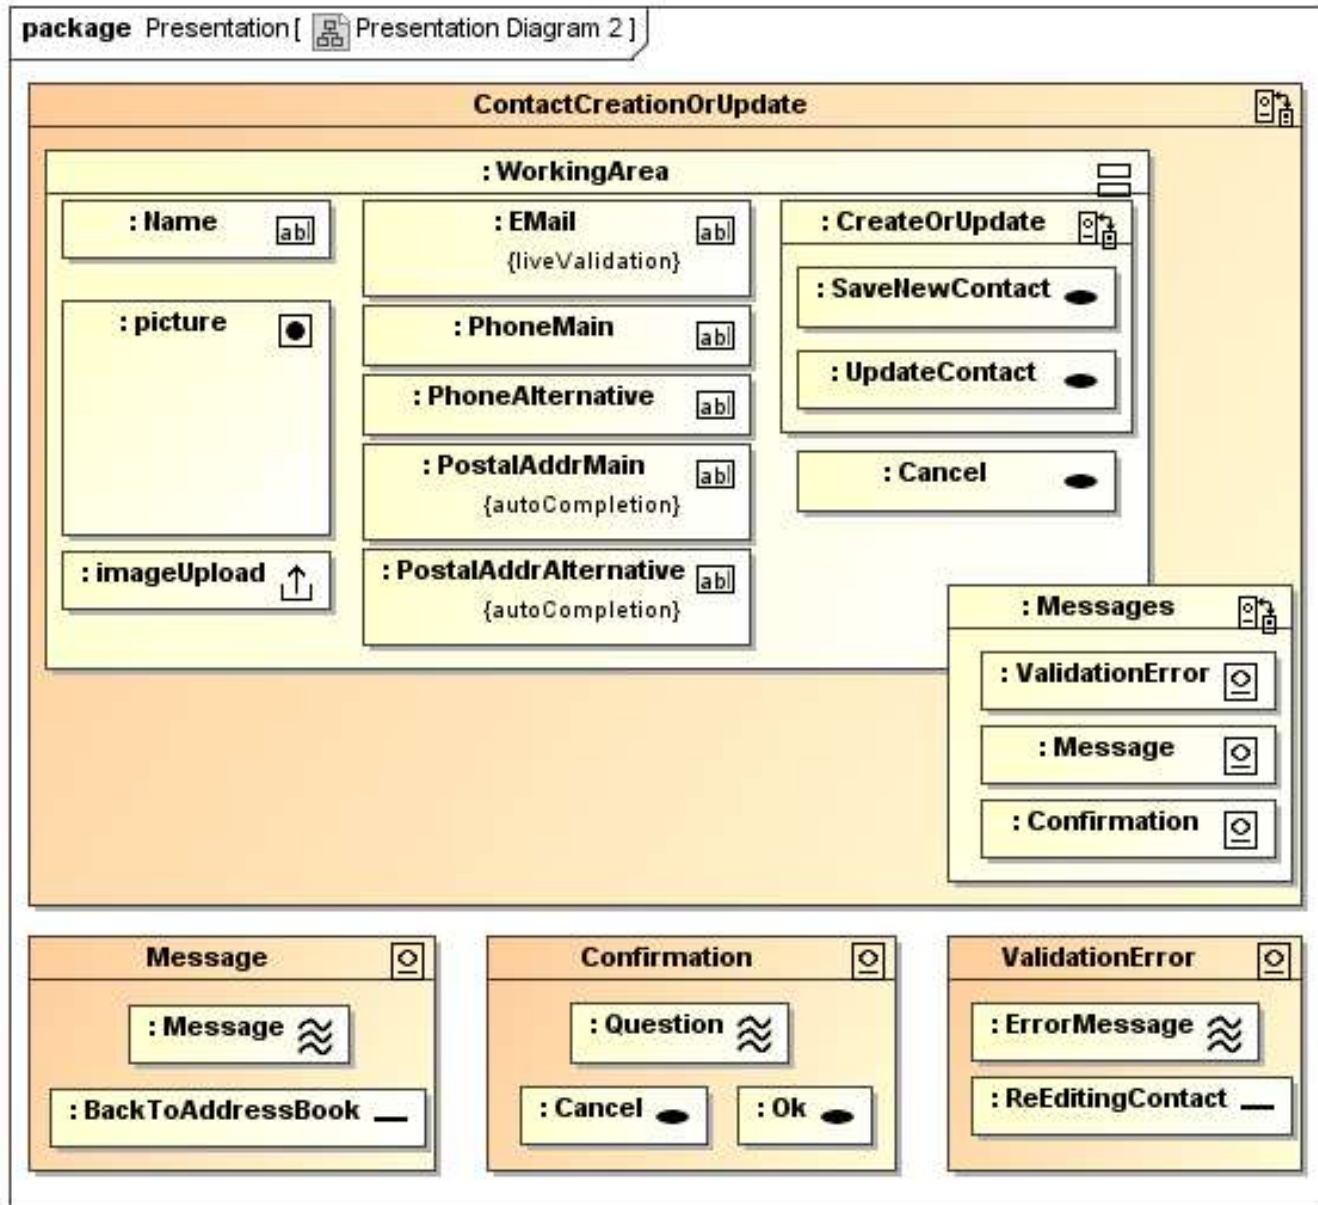 package Presentation [ Presentation Diagram 2 ]
ContactCreationOrUpdate
: WorkingArea
: Name abl
: picture
: imageUpload
: EMail abl
{liveValidation}
: PhoneMain abl
: PhoneAlternative abl
: PostalAddrMain abl
{autoCompletion}
: PostalAddrAlternative abl
{autoCompletion}
: CreateOrUpdate
: SaveNewContact
: UpdateContact
: Cancel
: Messages
: ValidationError
: Message
: Confirmation
Message
: Message
: BackToAddressBook
Confirmation
: Question
: Cancel
: Ok
ValidationError
: ErrorMessage
: ReEditingContact